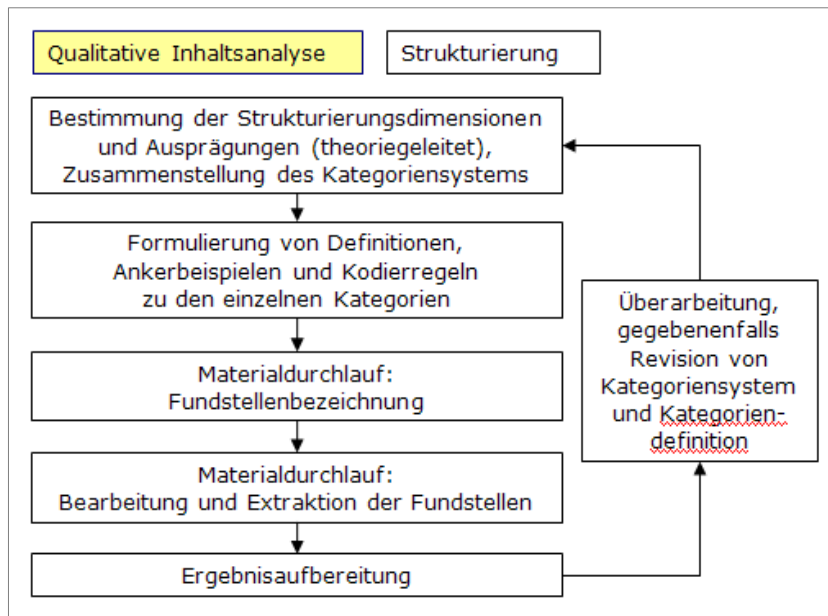 Qualitative Inhaltsanalyse
Strukturierung
Bestimmung der Strukturierungsdimensionen
und Ausprägungen (theoriegeleitet),
Zusammenstellung des Kategoriensystems
Formulierung von Definitionen,
Ankerbeispielen und Kodierregeln
zu den einzelnen Kategorien
Materialdurchlauf:
Fundstellenbezeichnung
Materialdurchlauf:
Bearbeitung und Extraktion der Fundstellen
Ergebnisaufbereitung
Überarbeitung,
gegebenenfalls
Revision von
Kategoriensystem
und Kategorien-
definition